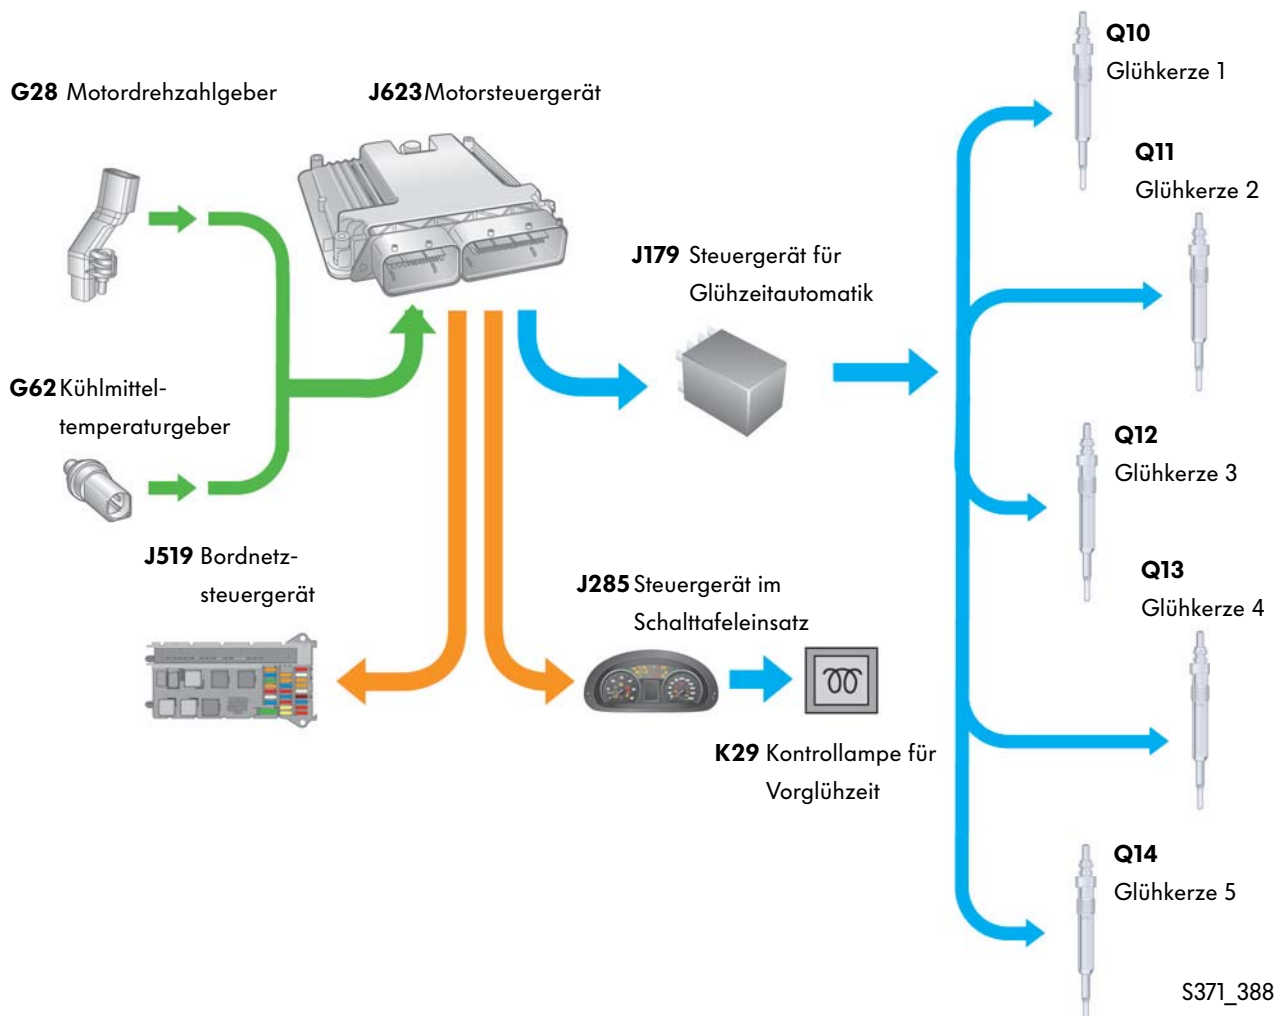 G28 Motordrehzahlgeber
J623 Motorsteuergerät
G62 Kühlmittel-
temperaturgeber
J179 Steuergerät für
Glühzeitautomatik
J519 Bordnetz-
steuergerät
J285 Steuergerät im
Schalttafeleinsatz
K29 Kontrollampe für
Vorglühzeit
Q10
Glühkerze 1
Q11
Glühkerze 2
Q12
Glühkerze 3
Q13
Glühkerze 4
Q14
Glühkerze 5
S371_388